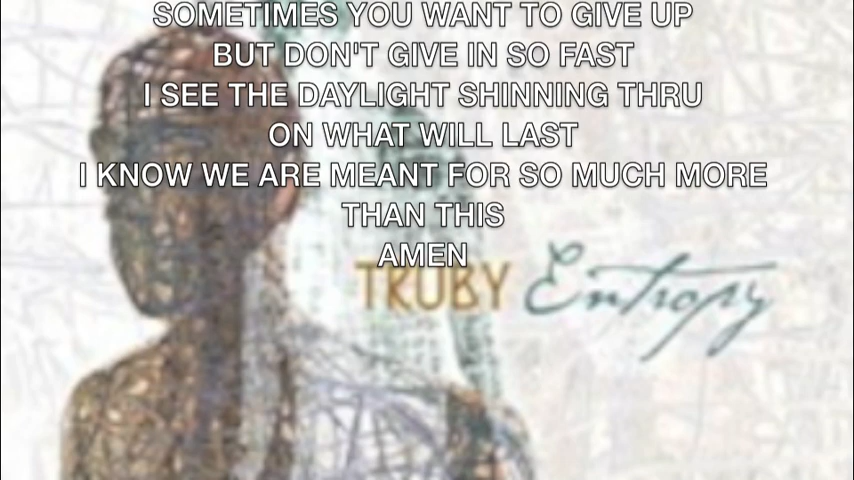 SOMETIMES YOU WANT TO GIVE UP
BUT DON'T GIVE IN SO FAST
I SEE THE DAYLIGHT SHINNING THRU
ON WHAT WILL LAST
I KNOW WE ARE MEANT FOR SO MUCH MORE
THAN THIS
AMEN
TRUBY Entropy